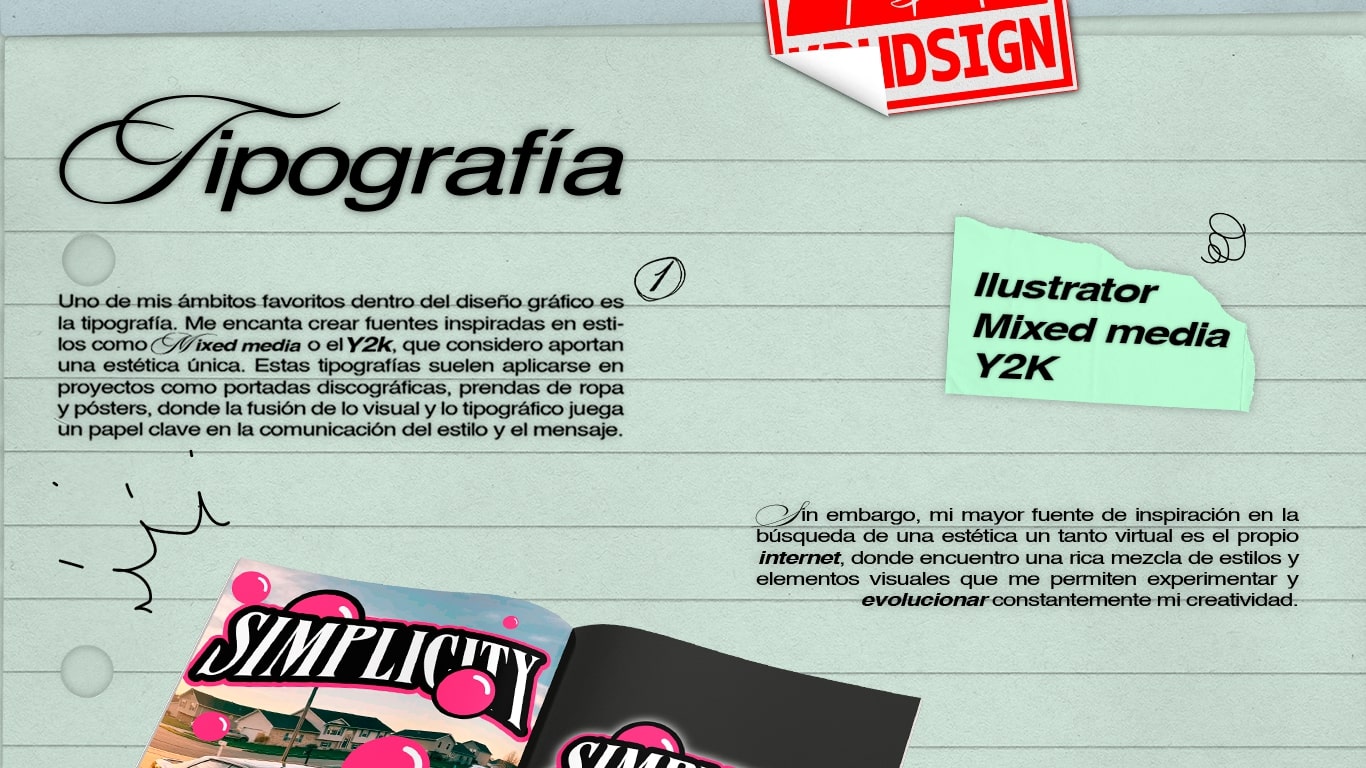 DSIGN
Tipografía
1
Uno de mis ámbitos favoritos dentro del diseño gráfico es
la tipografía. Me encanta crear fuentes inspiradas en esti-
los como Mixed media o el Y2k, que considero aportan
una estética única. Estas tipografías suelen aplicarse en
proyectos como portadas discográficas, prendas de ropa
y pósters, donde la fusión de lo visual y lo tipográfico juega
un papel clave en la comunicación del estilo y el mensaje.
Ilustrator
Mixed media
Y2K
Sin embargo, mi mayor fuente de inspiración en la
búsqueda de una estética un tanto virtual es el propio
internet, donde encuentro una rica mezcla de estilos y
elementos visuales que me permiten experimentar y
evolucionar constantemente mi creatividad.
SIMPLICITY